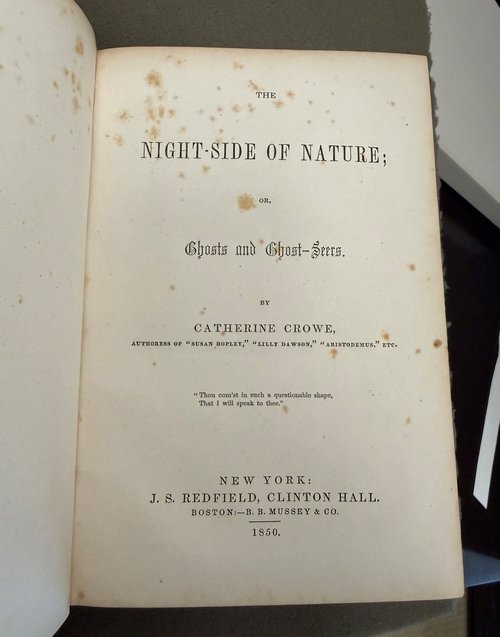 THE
NIGHT-SIDE OF NATURE;
OR,
Ghosts and Ghost-Seers.
BY
CATHERINE CROWE,
AUTHORESS OF "SUSAN HOPLEY," "LILLY DAWSON," "ARISTODEMUS," ETC.
"Thou com'st in such a questionable shape,
That I will speak to thee."
NEW YORK:
J. S. REDFIELD, CLINTON HALL.
BOSTON:—B. B. MUSSEY & CO.
1850.